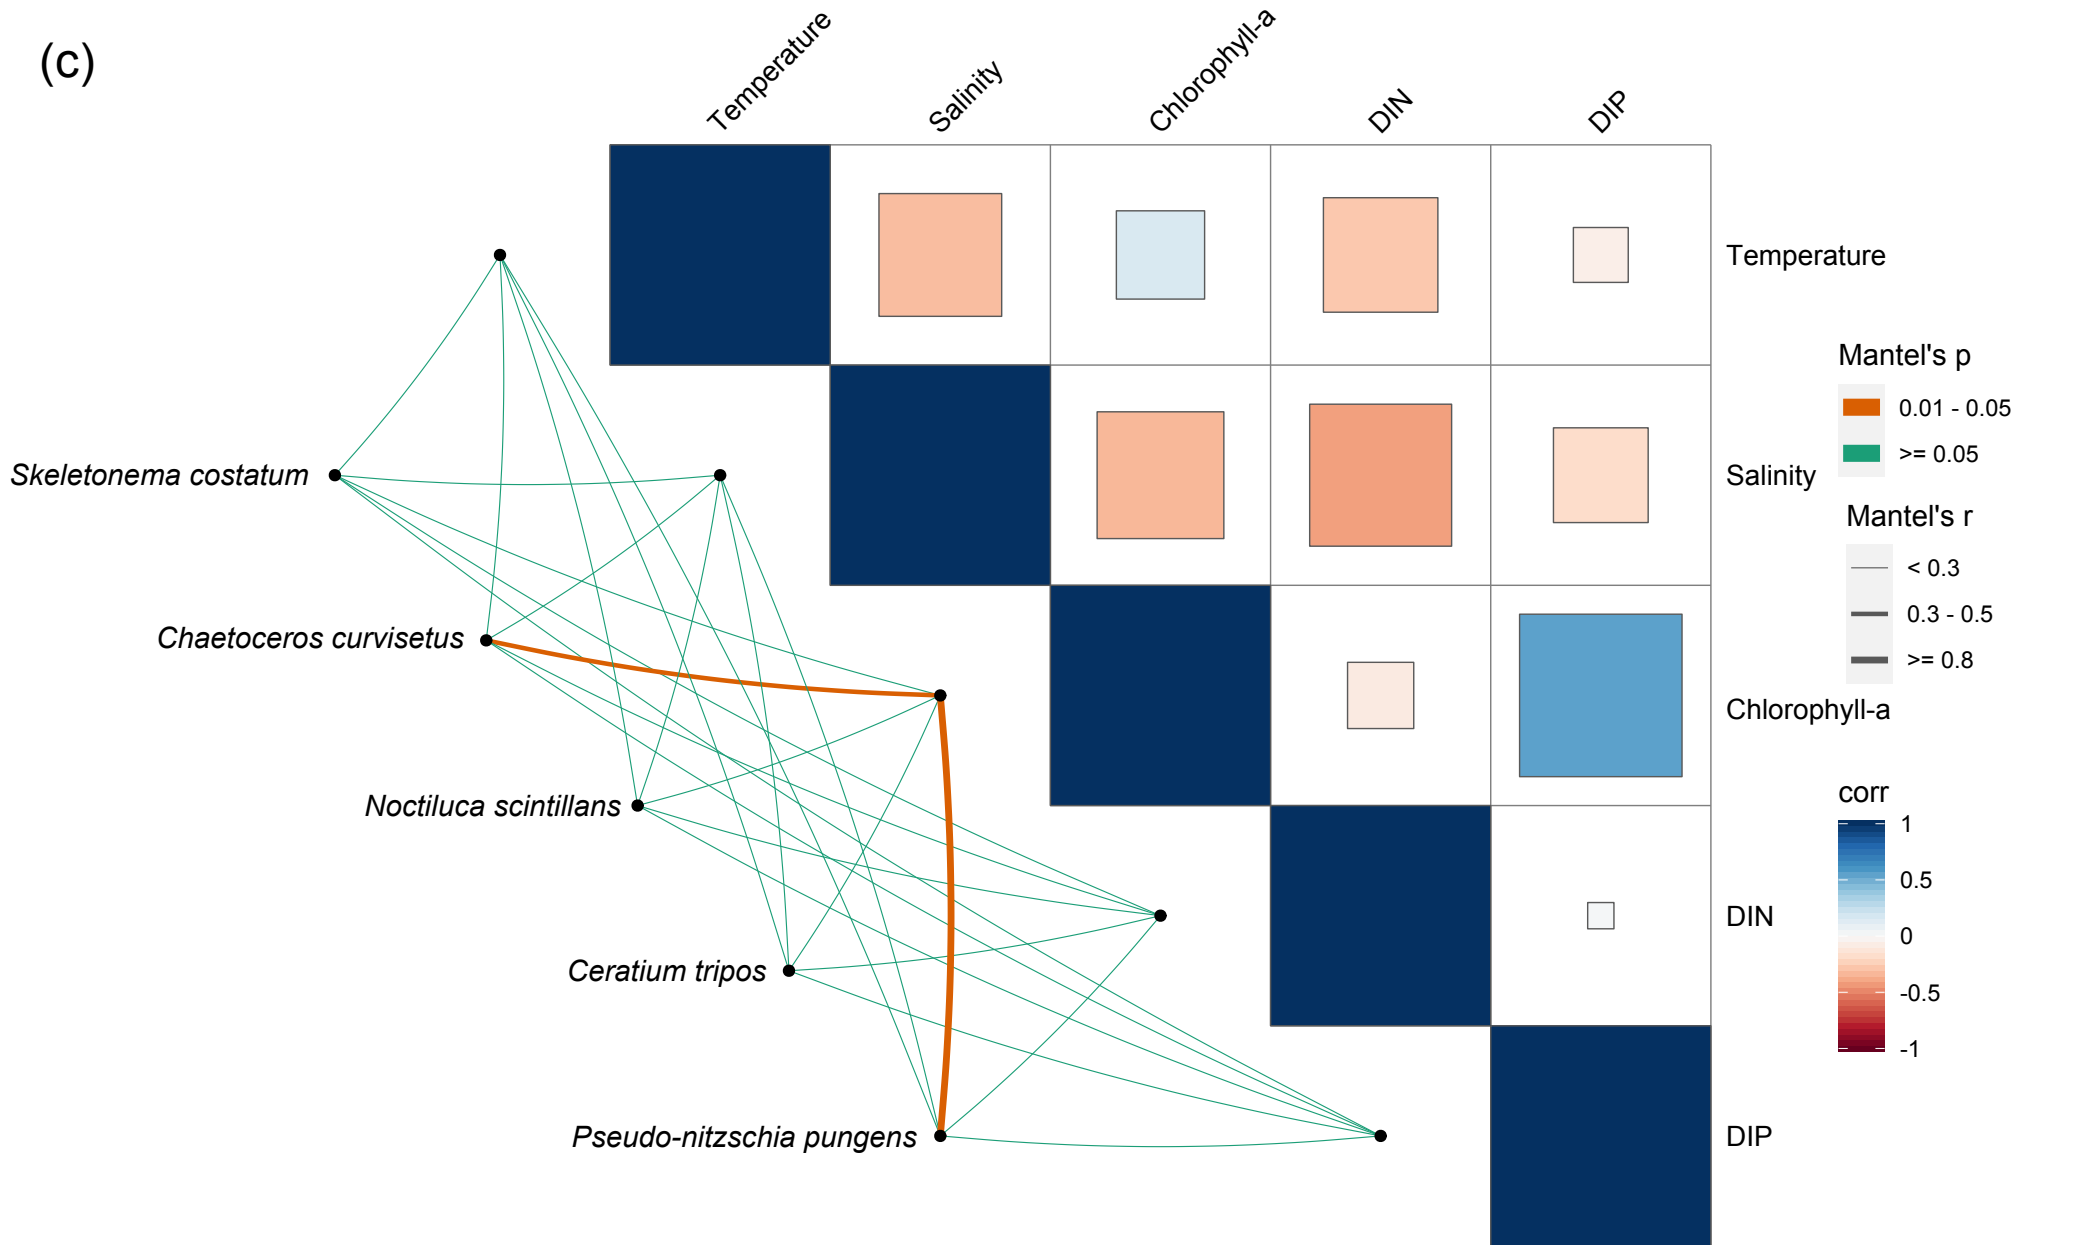 (c)
Temperature
Salinity
Chlorophyll-a
DIN
DIP
Temperature
Salinity
Chlorophyll-a
DIN
DIP
Skeletonema costatum
Chaetoceros curvisetus
Noctiluca scintillans
Ceratium tripos
Pseudo-nitzschia pungens
Mantel's p
0.01 - 0.05
>= 0.05
Mantel's r
< 0.3
0.3 - 0.5
>= 0.8
corr
1
0.5
0
-0.5
-1